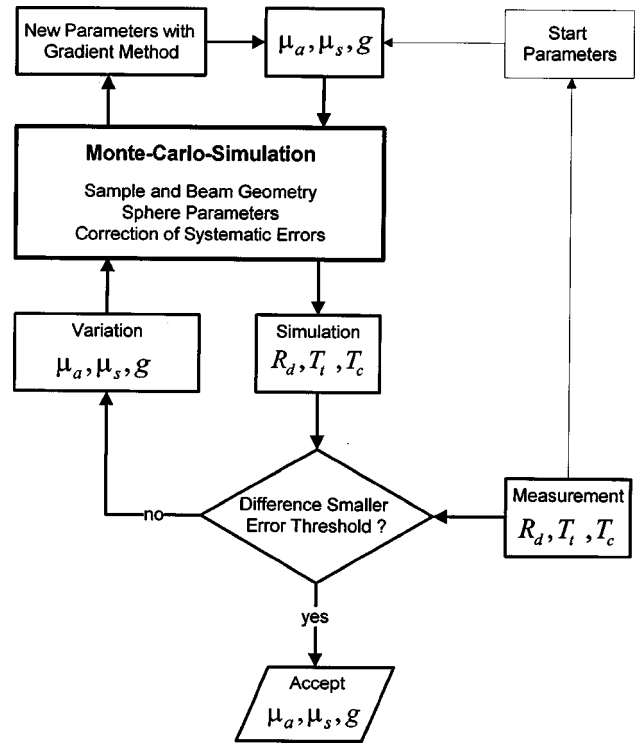 New Parameters with
Gradient Method
μa, μs, g
Start
Parameters
Monte-Carlo-Simulation
Sample and Beam Geometry
Sphere Parameters
Correction of Systematic Errors
Variation
μa, μs, g
Simulation
Rd, Tt, Tc
Difference Smaller
Error Threshold ?
no
Measurement
Rd, Tt, Tc
yes
Accept
μa, μs, g